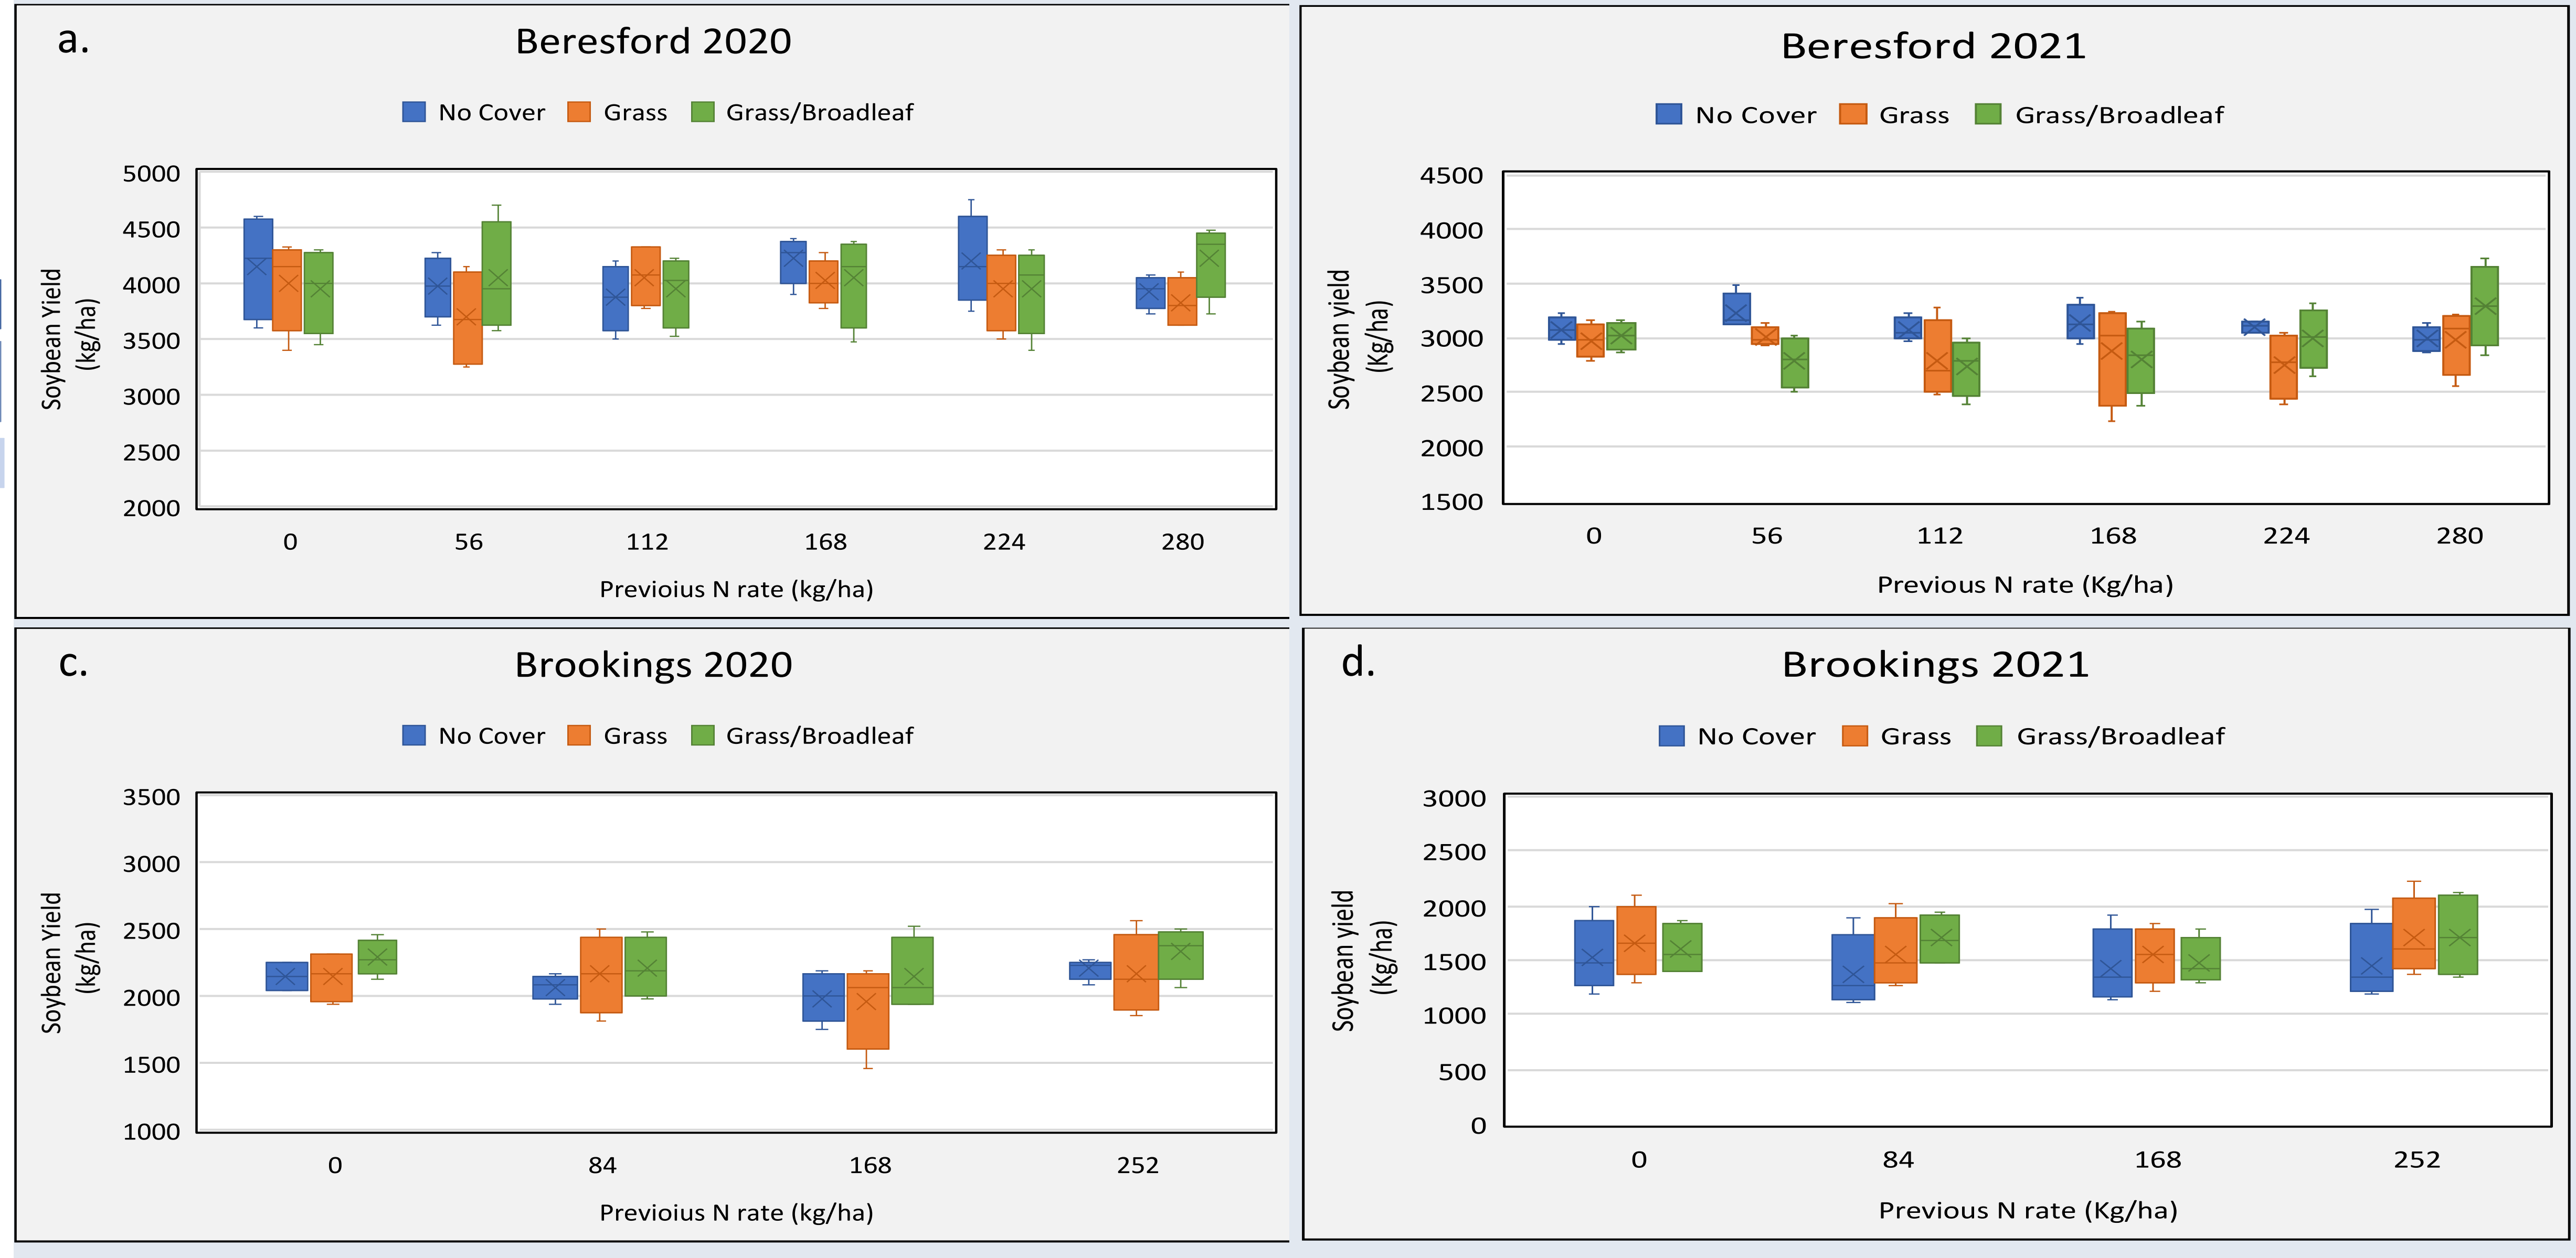 a.
Beresford 2020
No Cover Grass Grass/Broadleaf
Soybean Yield
(kg/ha)
5000
4500
4000
3500
3000
2500
2000
0 56 112 168 224 280
Previoius N rate (kg/ha)
Beresford 2021
No Cover Grass Grass/Broadleaf
Soybean yield
(Kg/ha)
4500
4000
3500
3000
2500
2000
1500
0 56 112 168 224 280
Previous N rate (Kg/ha)
c.
Brookings 2020
No Cover Grass Grass/Broadleaf
Soybean Yield
(kg/ha)
3500
3000
2500
2000
1500
1000
0 84 168 252
Previoius N rate (kg/ha)
d.
Brookings 2021
No Cover Grass Grass/Broadleaf
Soybean yield
(Kg/ha)
3000
2500
2000
1500
1000
500
0
0 84 168 252
Previous N rate (Kg/ha)